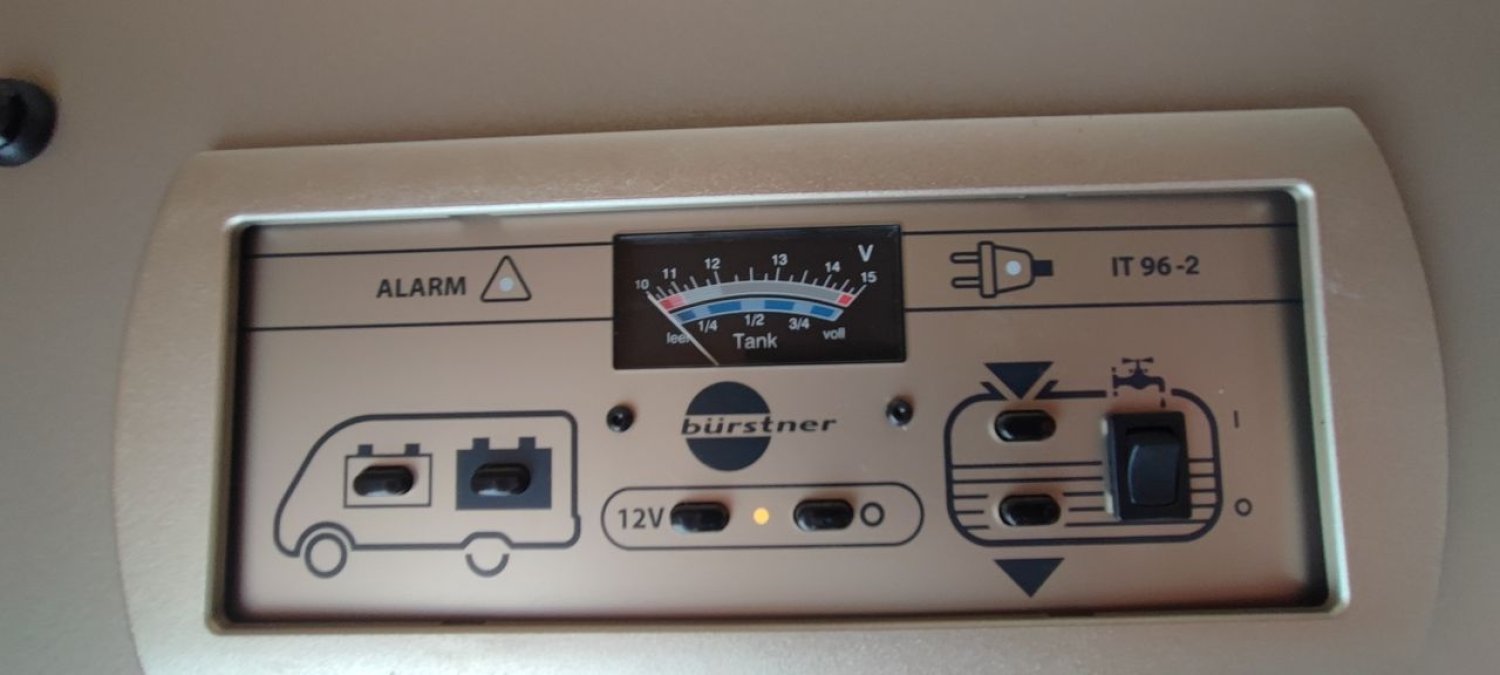 ALARM
V
10 11 12 13 14 15
1/4 1/2 3/4
leer Tank voll
IT 96-2
bürstner
12V O
I
O